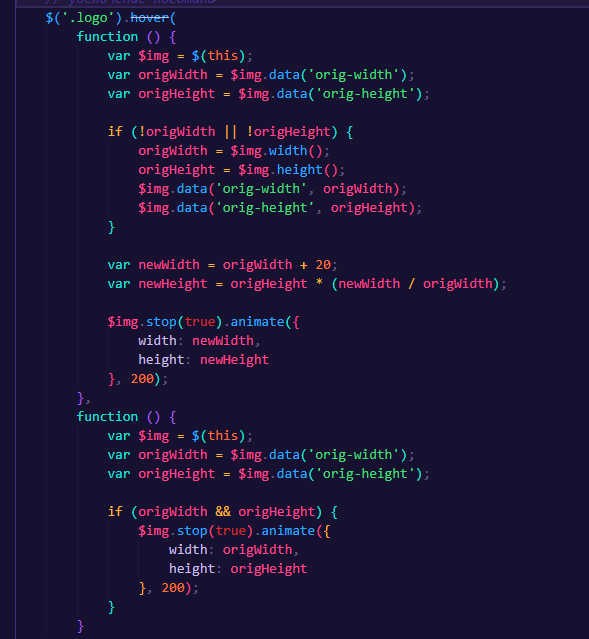 $('.logo').hover(
    function () {
        var $img = $(this);
        var origWidth = $img.data('orig-width');
        var origHeight = $img.data('orig-height');

        if (!origWidth || !origHeight) {
            origWidth = $img.width();
            origHeight = $img.height();
            $img.data('orig-width', origWidth);
            $img.data('orig-height', origHeight);
        }

        var newWidth = origWidth + 20;
        var newHeight = origHeight * (newWidth / origWidth);

        $img.stop(true).animate({
            width: newWidth,
            height: newHeight
        }, 200);
    },
    function () {
        var $img = $(this);
        var origWidth = $img.data('orig-width');
        var origHeight = $img.data('orig-height');

        if (origWidth && origHeight) {
            $img.stop(true).animate({
                width: origWidth,
                height: origHeight
            }, 200);
        }
    }